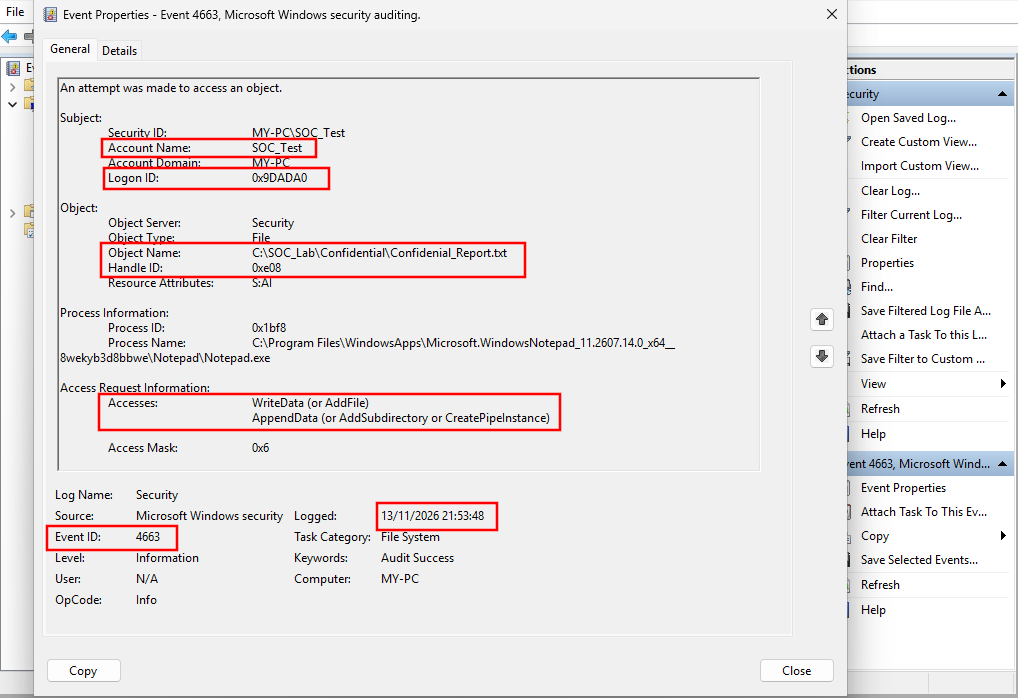 File
Event Properties - Event 4663, Microsoft Windows security auditing.
General Details
An attempt was made to access an object.
Subject:
Security ID: MY-PC\SOC_Test
Account Name: SOC_Test
Account Domain: MY-PC
Logon ID: 0x9DADA0
Object:
Object Server: Security
Object Type: File
Object Name: C:\SOC_Lab\Confidential\Confidenial_Report.txt
Handle ID: 0xe08
Resource Attributes: S:AI
Process Information:
Process ID: 0x1bf8
Process Name: C:\Program Files\WindowsApps\Microsoft.WindowsNotepad_11.2607.14.0_x64__
8wekyb3d8bbwe\Notepad\Notepad.exe
Access Request Information:
Accesses: WriteData (or AddFile)
AppendData (or AddSubdirectory or CreatePipeInstance)
Access Mask: 0x6
Log Name: Security
Source: Microsoft Windows security Logged: 13/11/2026 21:53:48
Event ID: 4663 Task Category: File System
Level: Information Keywords: Audit Success
User: N/A Computer: MY-PC
OpCode: Info
Copy Close
ctions
ecurity
Open Saved Log...
Create Custom View...
Import Custom View...
Clear Log...
Filter Current Log...
Clear Filter
Properties
Find...
Save Filtered Log File A...
Attach a Task To this L...
Save Filter to Custom ...
View
Refresh
Help
vent 4663, Microsoft Wind...
Event Properties
Attach Task To This Ev...
Copy
Save Selected Events...
Refresh
Help